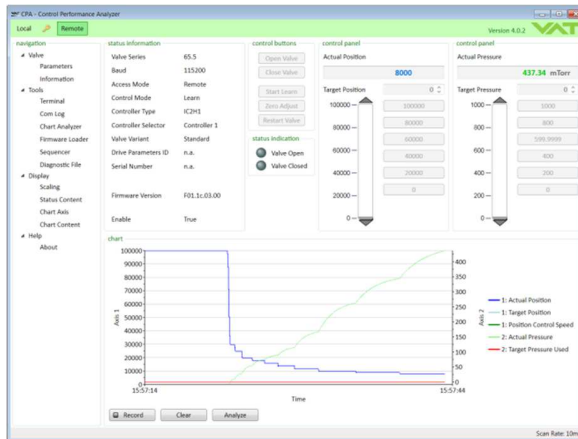 CPA - Control Performance Analyzer
Local Remote Version 4.0.2 VAT
navigation
Valve
Parameters
Information
Tools
Terminal
Com Log
Chart Analyzer
Firmware Loader
Sequencer
Diagnostic File
Display
Scaling
Status Content
Chart Axis
Chart Content
Help
About
status information
Valve Series 65.5
Baud 115200
Access Mode Remote
Control Mode Learn
Controller Type IC2H1
Controller Selector Controller 1
Valve Variant Standard
Drive Parameters ID n.a.
Serial Number n.a.
Firmware Version F01.1c.03.00
Enable True
control buttons
Open Valve
Close Valve
Start Learn
Zero Adjust
Restart Valve
status indication
Valve Open
Valve Closed
control panel
Actual Position
8000
Target Position 0
100000 100000
80000 80000
60000 60000
40000 40000
20000 20000
0 0
control panel
Actual Pressure
437.34 mTorr
Target Pressure 0
1000 1000
800 800
600 599.9999
400 400
200 200
0 0
chart
Axis 1
100000
90000
80000
70000
60000
50000
40000
30000
20000
10000
0
15:57:14 15:57:44
Time
400
350
300
250
200
150
100
50
0
Axis 2
1: Actual Position
1: Target Position
1: Position Control Speed
2: Actual Pressure
2: Target Pressure Used
Record Clear Analyze
Scan Rate: 10ms